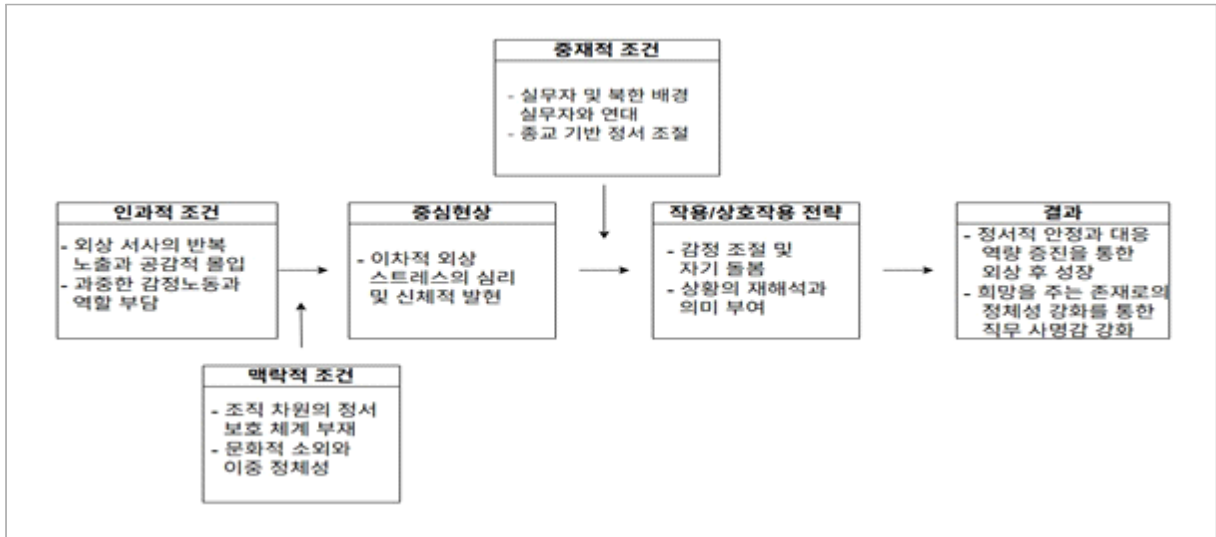 중재적 조건
- 실무자 및 북한 배경
실무자와 연대
- 종교 기반 정서 조절
인과적 조건
- 외상 서사의 반복
노출과 공감적 몰입
- 과중한 감정노동과
역할 부담
중심현상
- 이차적 외상
스트레스의 심리
및 신체적 발현
작용/상호작용 전략
- 감정 조절 및
자기 돌봄
- 상황의 재해석과
의미 부여
결과
- 정서적 안정과 대응
역량 증진을 통한
외상 후 성장
- 희망을 주는 존재로의
정체성 강화를 통한
직무 사명감 강화
맥락적 조건
- 조직 차원의 정서
보호 체계 부재
- 문화적 소외와
이중 정체성